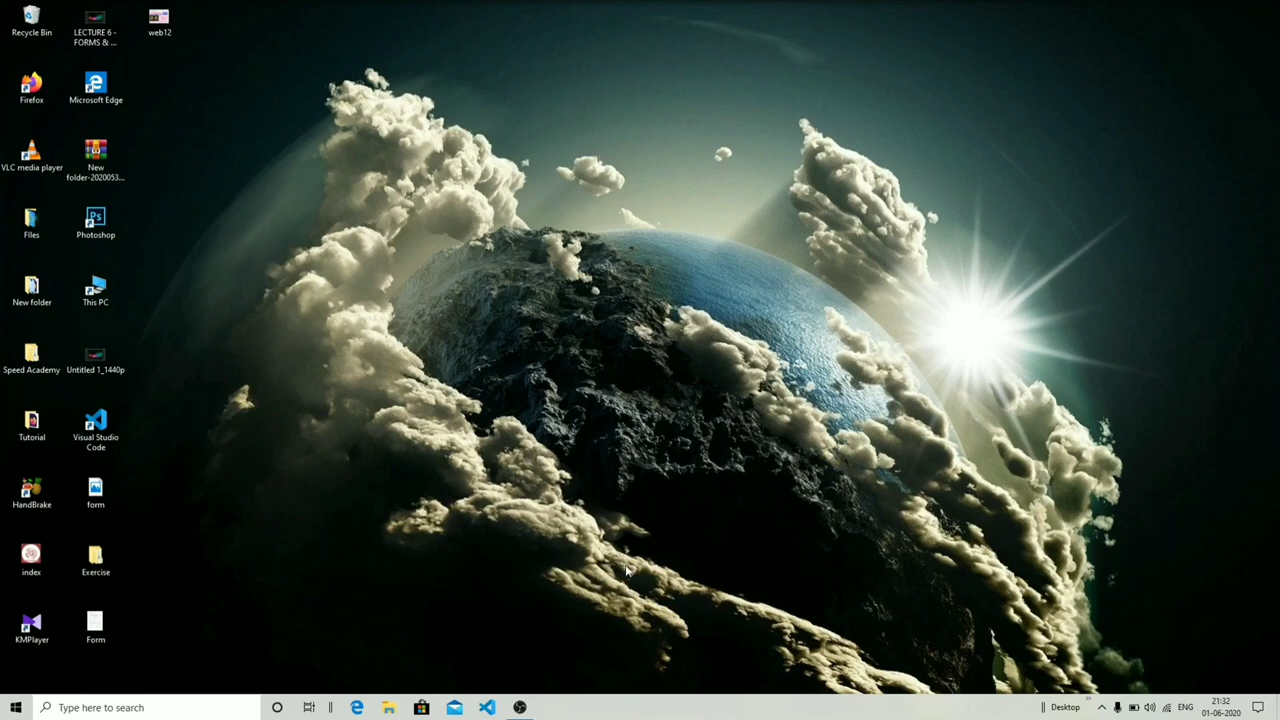 Recycle Bin
LECTURE 6 -
FORMS & ...
web12
Firefox
Microsoft Edge
VLC media player
New
folder-2020053...
Files
Photoshop
New folder
This PC
Speed Academy
Untitled 1_1440p
Tutorial
Visual Studio
Code
HandBrake
form
index
Exercise
KMPlayer
Form
Type here to search
Desktop
ENG
21:32
01-06-2020